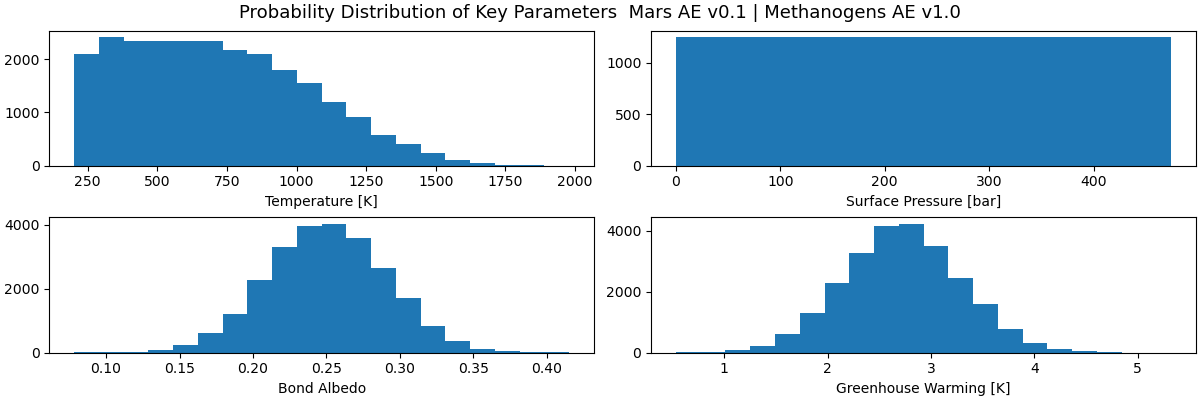 Probability Distribution of Key Parameters  Mars AE v0.1 | Methanogens AE v1.0
2000
1000
0
250 500 750 1000 1250 1500 1750 2000
Temperature [K]
1000
500
0
0 100 200 300 400
Surface Pressure [bar]
4000
2000
0
0.10 0.15 0.20 0.25 0.30 0.35 0.40
Bond Albedo
4000
2000
0
1 2 3 4 5
Greenhouse Warming [K]